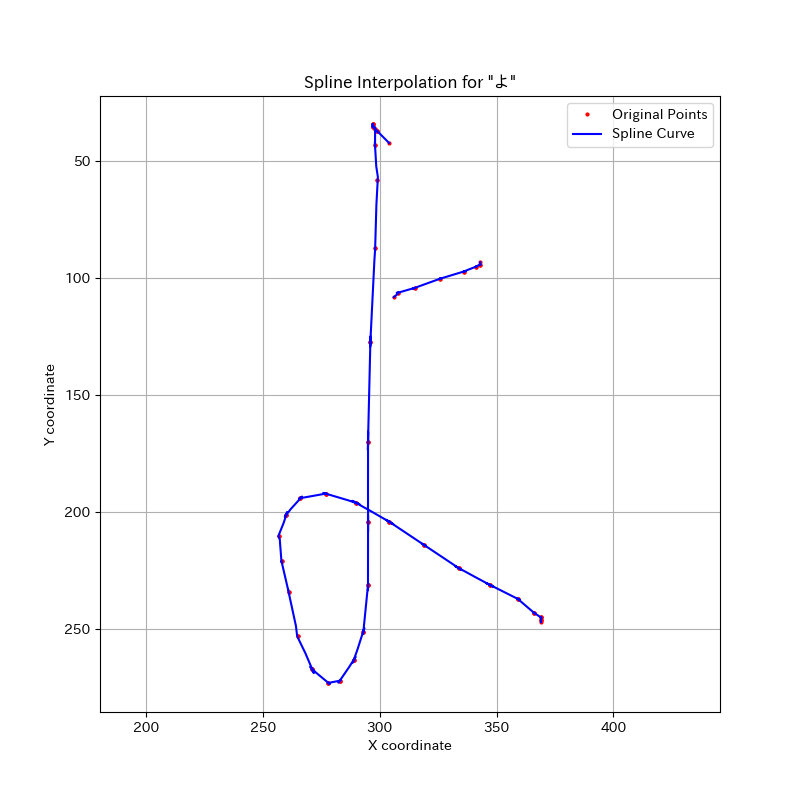 Spline Interpolation for "よ"
Original Points
Spline Curve
50
100
150
200
250
Y coordinate
200
250
300
350
400
X coordinate
よ